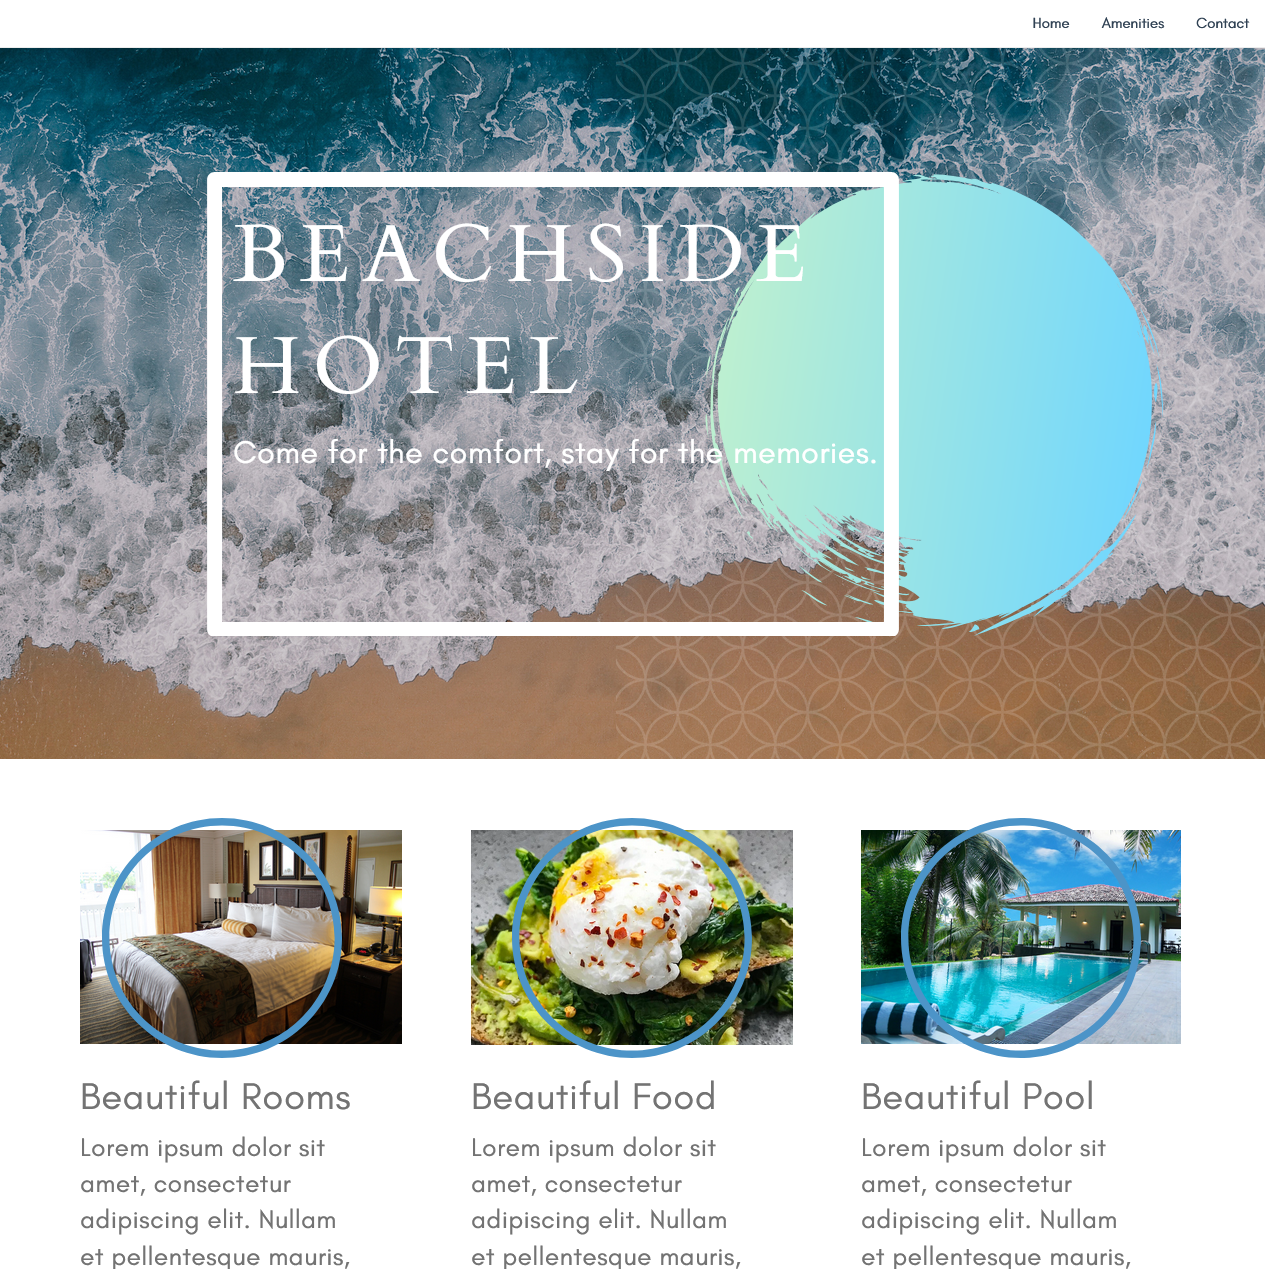 Home Amenities Contact
BEACHSIDE
HOTEL
Come for the comfort, stay for the memories.
Beautiful Rooms
Lorem ipsum dolor sit
amet, consectetur
adipiscing elit. Nullam
et pellentesque mauris,
Beautiful Food
Lorem ipsum dolor sit
amet, consectetur
adipiscing elit. Nullam
et pellentesque mauris,
Beautiful Pool
Lorem ipsum dolor sit
amet, consectetur
adipiscing elit. Nullam
et pellentesque mauris,